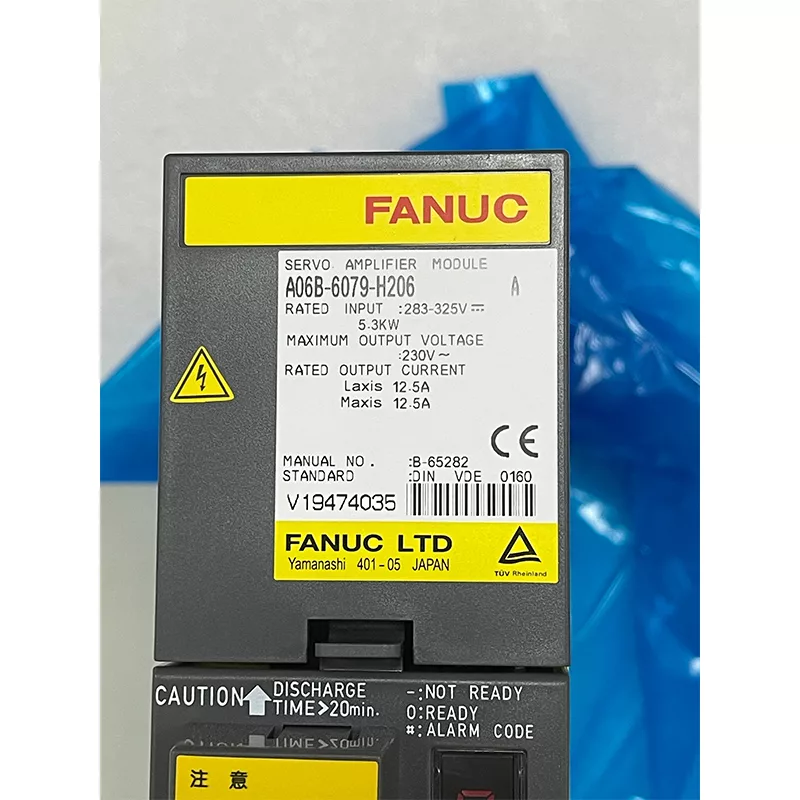 FANUC
SERVO AMPLIFIER MODULE
A06B-6079-H206 A
RATED INPUT :283-325V⎓
5.3KW
MAXIMUM OUTPUT VOLTAGE
:230V~
RATED OUTPUT CURRENT
Laxis 12.5A
Maxis 12.5A
CE
MANUAL NO. :B-65282
STANDARD :DIN VDE 0160
V19474035
FANUC LTD
Yamanashi 401-05 JAPAN
TÜV Rheinland
CAUTION DISCHARGE
TIME>20min.
-:NOT READY
0:READY
#:ALARM CODE
注意